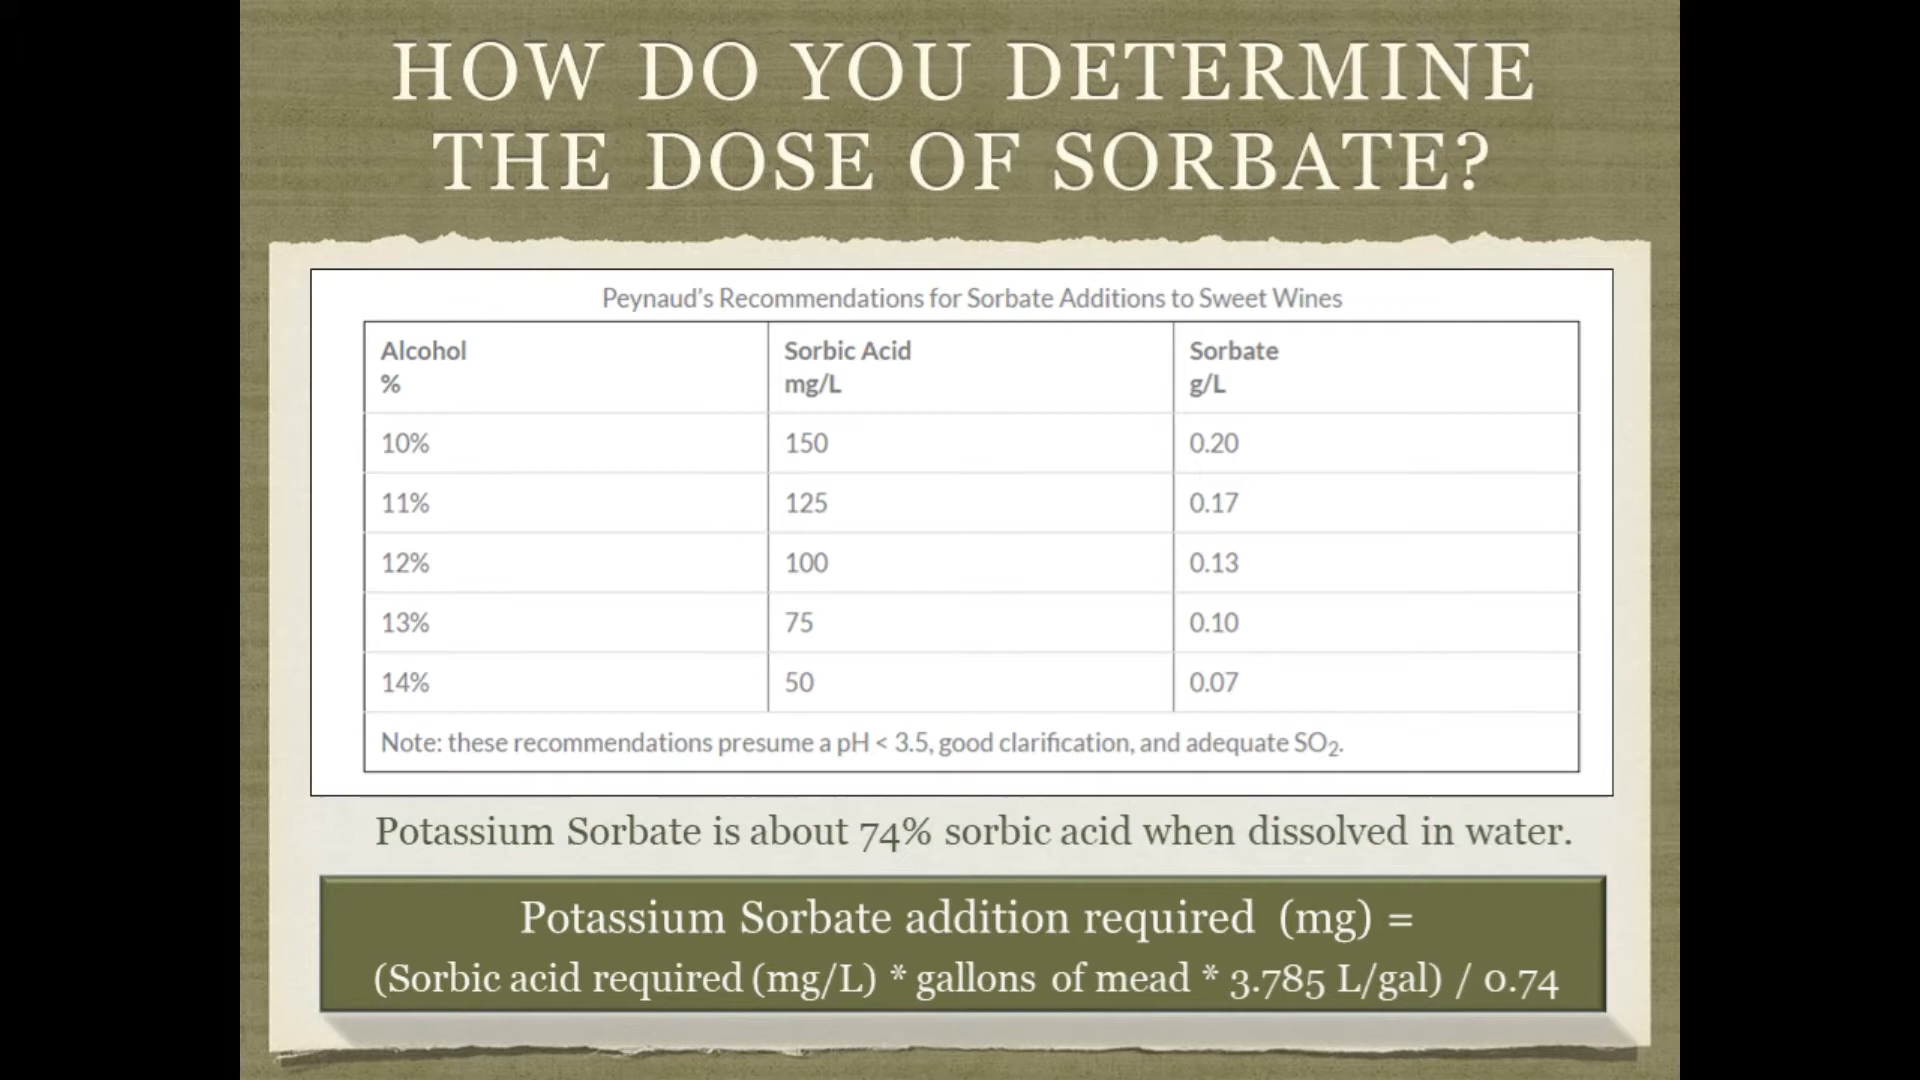 HOW DO YOU DETERMINE
THE DOSE OF SORBATE?
Peynaud's Recommendations for Sorbate Additions to Sweet Wines
Alcohol % Sorbic Acid mg/L Sorbate g/L
10% 150 0.20
11% 125 0.17
12% 100 0.13
13% 75 0.10
14% 50 0.07
Note: these recommendations presume a pH < 3.5, good clarification, and adequate SO₂.
Potassium Sorbate is about 74% sorbic acid when dissolved in water.
Potassium Sorbate addition required (mg) =
(Sorbic acid required (mg/L) * gallons of mead * 3.785 L/gal) / 0.74